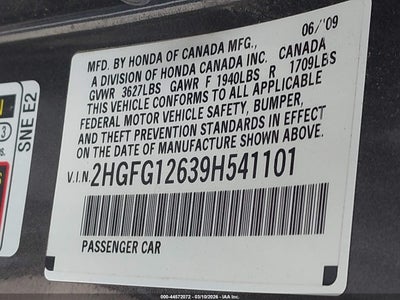 06/'09
MFD. BY HONDA OF CANADA MFG.,
A DIVISION OF HONDA CANADA INC. CANADA
GVWR 3627LBS GAWR F 1940LBS R 1709LBS
THIS VEHICLE CONFORMS TO ALL APPLICABLE
FEDERAL MOTOR VEHICLE SAFETY, BUMPER,
AND THEFT PREVENTION STANDARDS IN EFFECT
ON THE DATE OF MANUFACTURE SHOWN ABOVE.
V.I.N. 2HGFG12639H541101
PASSENGER CAR
SNE E2
3
000-44672072 - 03/10/2026 - IAA Inc.